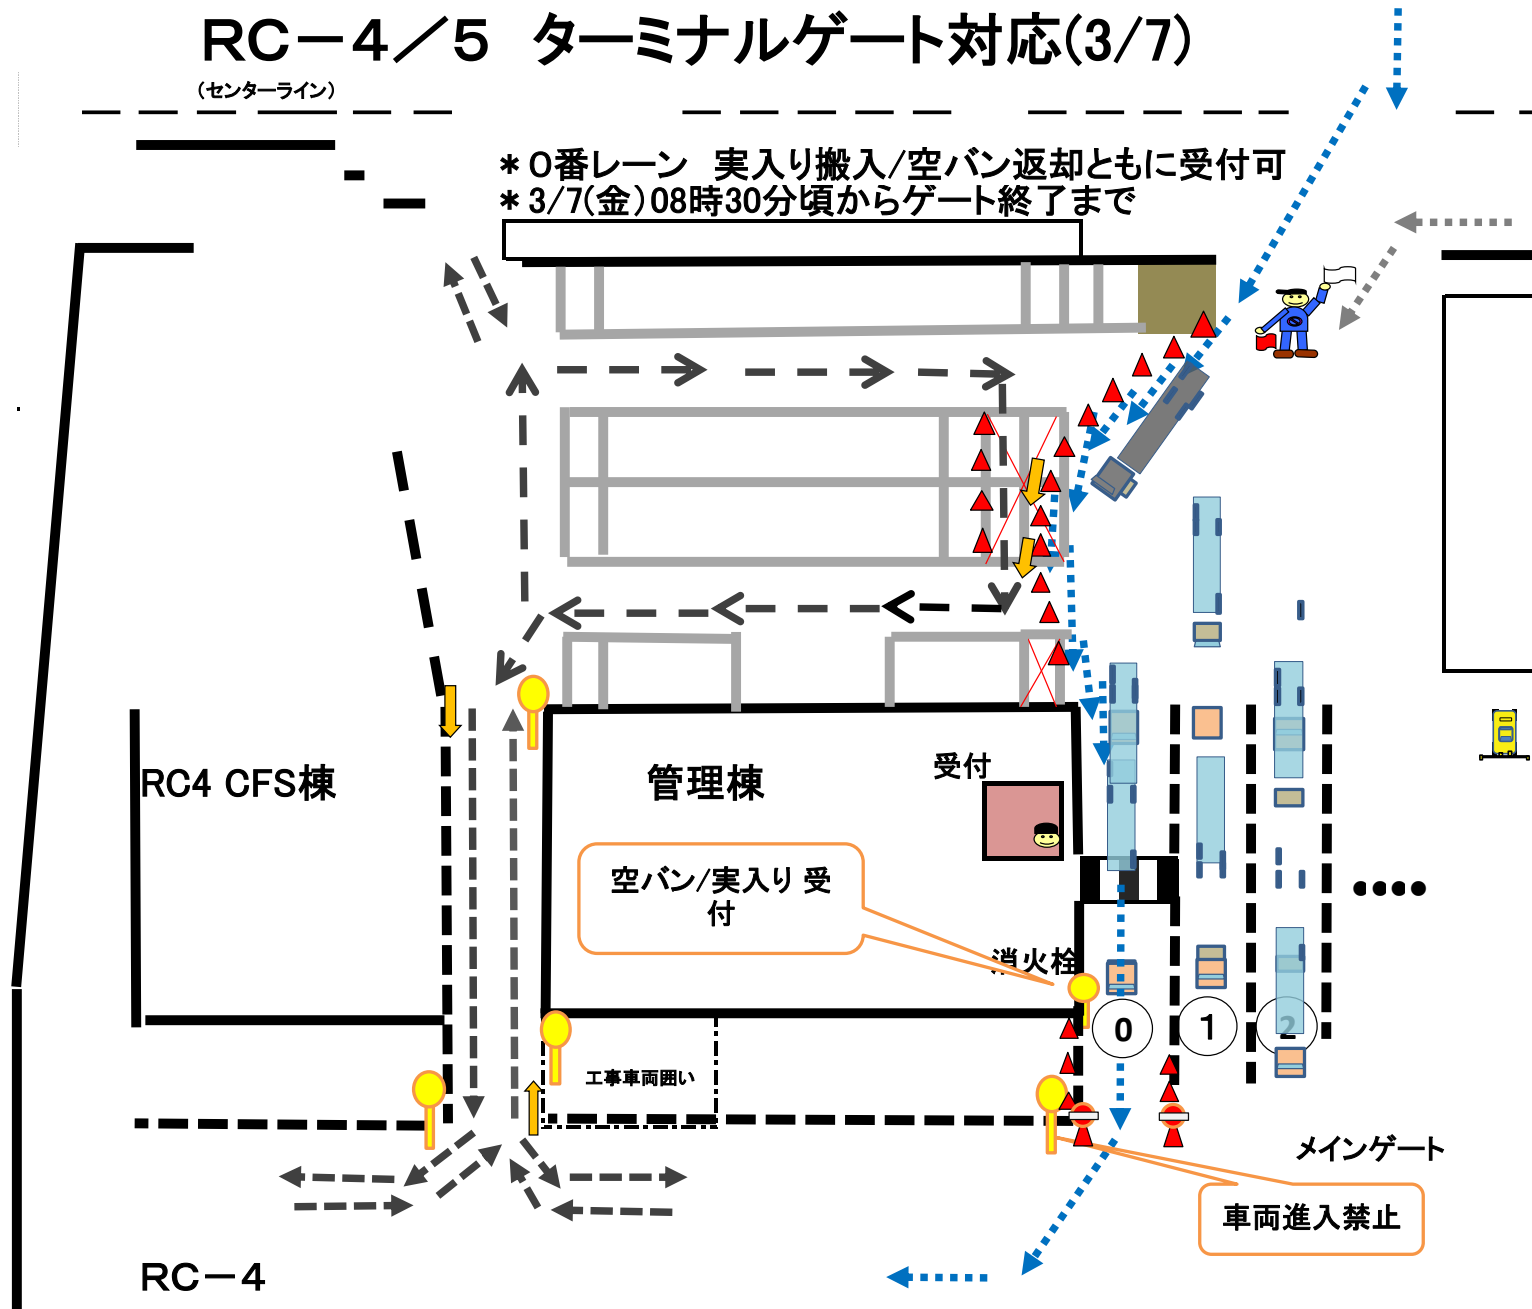 RC－4／5　ターミナルゲート対応(3/7)
(センターライン)
＊0番レーン　実入り搬入/空バン返却ともに受付可
＊3/7(金)08時30分頃からゲート終了まで
RC4 CFS棟
管理棟
受付
空バン/実入り 受
付
消火栓
0
1
2
工事車両囲い
メインゲート
車両進入禁止
RC－4